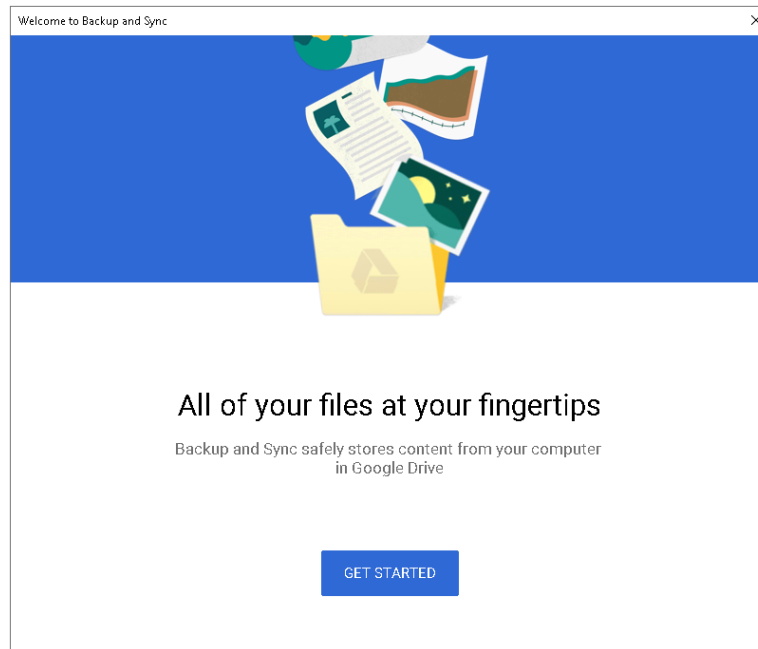 Welcome to Backup and Sync
All of your files at your fingertips
Backup and Sync safely stores content from your computer
in Google Drive
GET STARTED